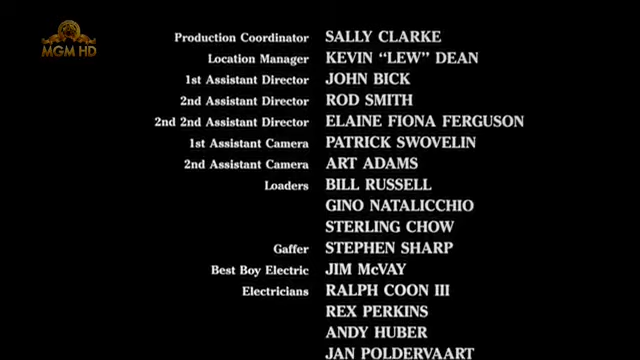 MGM HD
Production Coordinator SALLY CLARKE
Location Manager KEVIN “LEW” DEAN
1st Assistant Director JOHN BICK
2nd Assistant Director ROD SMITH
2nd 2nd Assistant Director ELAINE FIONA FERGUSON
1st Assistant Camera PATRICK SWOVELIN
2nd Assistant Camera ART ADAMS
Loaders BILL RUSSELL
GINO NATALICCHIO
STERLING CHOW
Gaffer STEPHEN SHARP
Best Boy Electric JIM McVAY
Electricians RALPH COON III
REX PERKINS
ANDY HUBER
JAN POLDERVAART